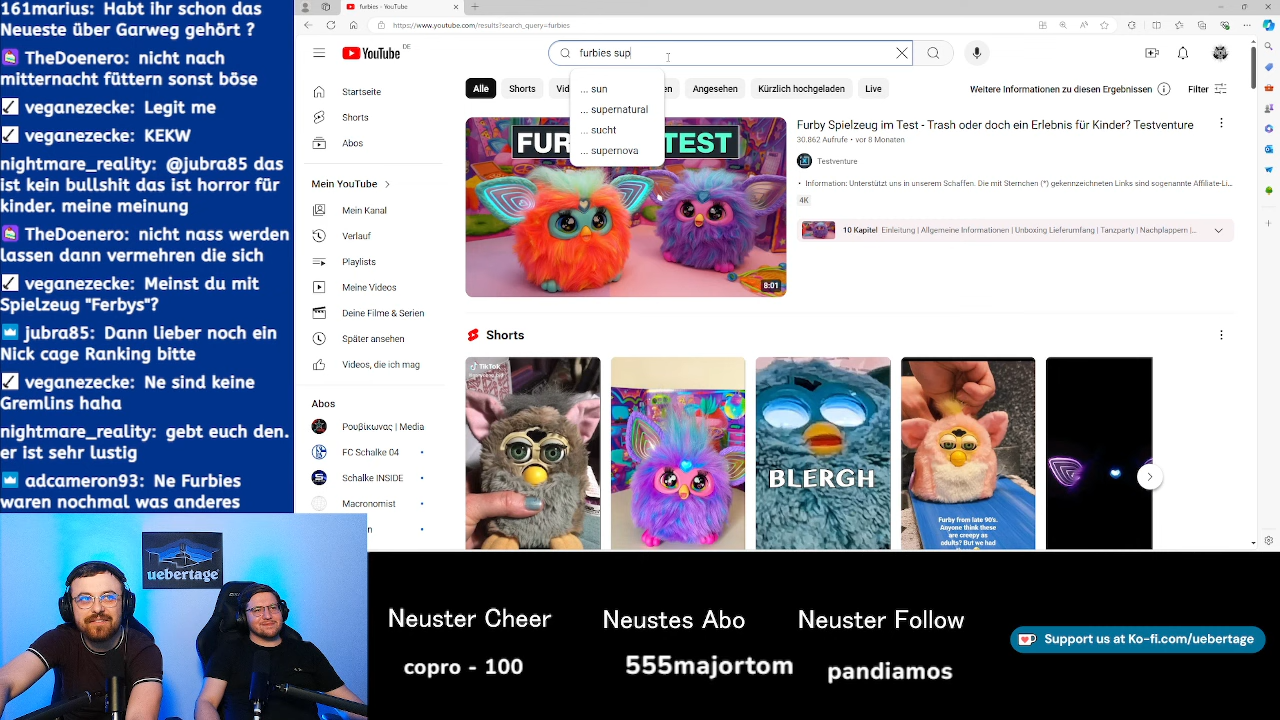 161marius: Habt ihr schon das
Neueste über Garweg gehört ?
TheDoenero: nicht nach
mitternacht füttern sonst böse
veganezecke: Legit me
veganezecke: KEKW
nightmare_reality: @jubra85 das
ist kein bullshit das ist horror für
kinder. meine meinung
TheDoenero: nicht nass werden
lassen dann vermehren die sich
veganezecke: Meinst du mit
Spielzeug "Ferbys"?
jubra85: Dann lieber noch ein
Nick cage Ranking bitte
veganezecke: Ne sind keine
Gremlins haha
nightmare_reality: gebt euch den.
er ist sehr lustig
adcameron93: Ne Furbies
waren nochmal was anderes
furbies - YouTube
https://www.youtube.com/results?search_query=furbies
YouTube DE
furbies sup
... sun
... supernatural
... sucht
... supernova
Alle
Shorts
Vid
en
Angesehen
Kürzlich hochgeladen
Live
Weitere Informationen zu diesen Ergebnissen
Filter
Startseite
Shorts
Abos
Mein YouTube
Mein Kanal
Verlauf
Playlists
Meine Videos
Deine Filme & Serien
Später ansehen
Videos, die ich mag
Abos
Ρουβίκωνας | Media
FC Schalke 04
Schalke INSIDE
Macronomist
n
FUR
TEST
8:01
Furby Spielzeug im Test - Trash oder doch ein Erlebnis für Kinder? Testventure
30.862 Aufrufe • vor 8 Monaten
Testventure
• Information: Unterstützt uns in unserem Schaffen. Die mit Sternchen (*) gekennzeichneten Links sind sogenannte Affiliate-Li...
4K
10 Kapitel Einleitung | Allgemeine Informationen | Unboxing Lieferumfang | Tanzparty | Nachplappern |...
Shorts
TikTok
BLERGH
Furby from late 90's.
Anyone think these
are creepy as
adults? But we had
uebertage
Neuster Cheer
copro - 100
Neustes Abo
555majortom
Neuster Follow
pandiamos
Support us at Ko-fi.com/uebertage